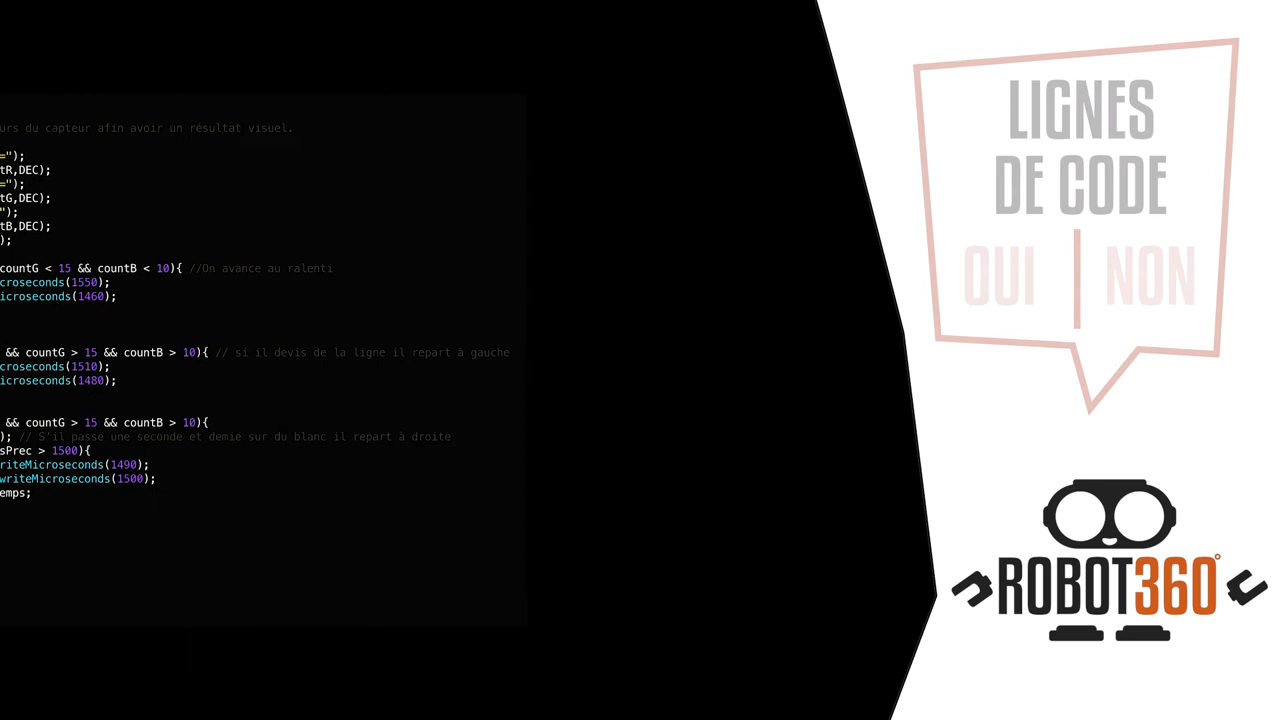 urs du capteur afin avoir un résultat visuel.
=");
tR,DEC);
=");
tG,DEC);
");
tB,DEC);
);
countG < 15 && countB < 10){ //On avance au ralenti
croseconds(1550);
icroseconds(1460);
&& countG > 15 && countB > 10){ // si il devis de la ligne il repart à gauche
croseconds(1510);
icroseconds(1480);
&& countG > 15 && countB > 10){
); // S'il passe une seconde et demie sur du blanc il repart à droite
sPrec > 1500){
riteMicroseconds(1490);
writeMicroseconds(1500);
emps;
LIGNES
DE CODE
OUI | NON
ROBOT360°